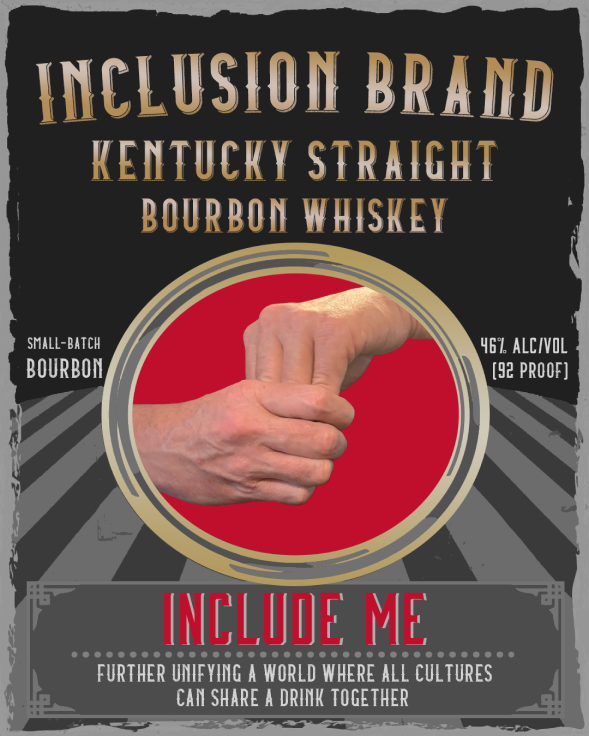 INCLUSION BRAND
KENTUCKY STRAIGHT
BOURBON WHISKEY
SMALL-BATCH
BOURBON
46% ALC/VOL
(92 PROOF)
INCLUDE ME
FURTHER UNIFYING A WORLD WHERE ALL CULTURES
CAN SHARE A DRINK TOGETHER